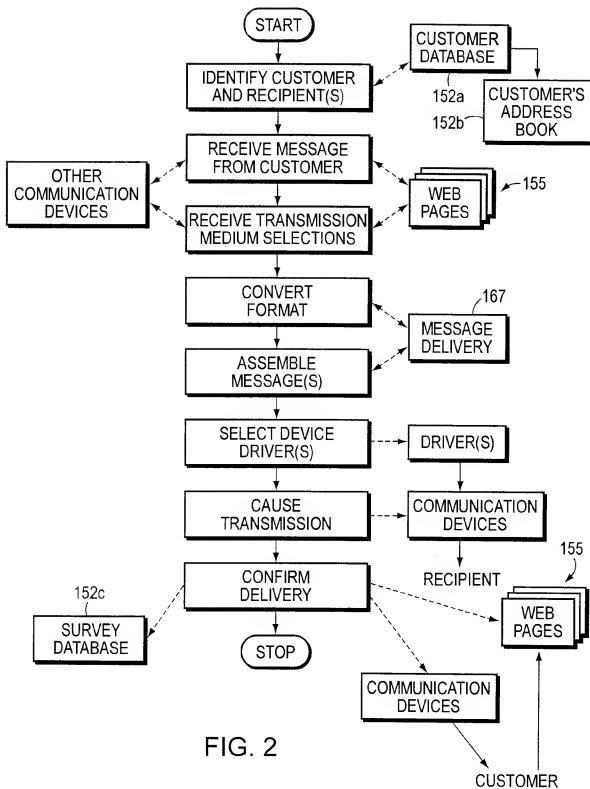 START
IDENTIFY CUSTOMER
AND RECIPIENT(S)
CUSTOMER
DATABASE
152a
152b
CUSTOMER'S
ADDRESS
BOOK
RECEIVE MESSAGE
FROM CUSTOMER
OTHER
COMMUNICATION
DEVICES
WEB
PAGES
155
RECEIVE TRANSMISSION
MEDIUM SELECTIONS
CONVERT
FORMAT
167
MESSAGE
DELIVERY
ASSEMBLE
MESSAGE(S)
SELECT DEVICE
DRIVER(S)
DRIVER(S)
CAUSE
TRANSMISSION
COMMUNICATION
DEVICES
RECIPIENT
CONFIRM
DELIVERY
155
WEB
PAGES
152c
SURVEY
DATABASE
STOP
COMMUNICATION
DEVICES
CUSTOMER
FIG. 2